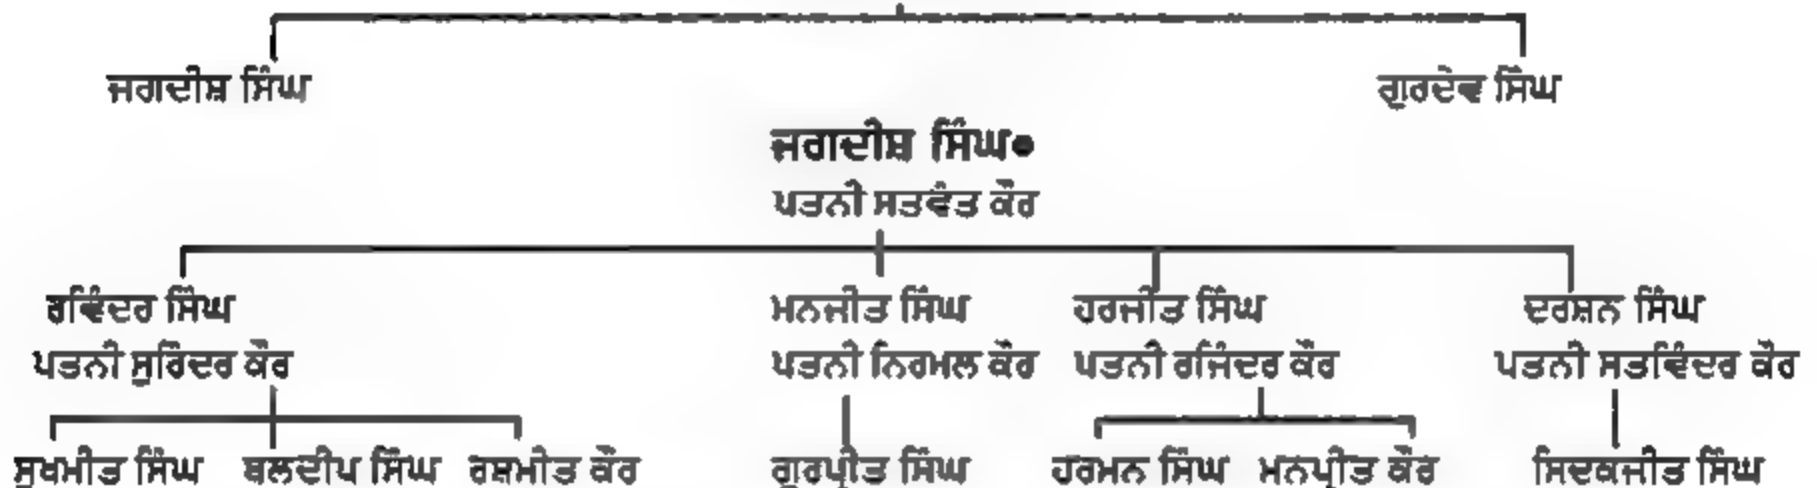 ਜਗਦੀਸ਼ ਸਿੰਘ ਗੁਰਦੇਵ ਸਿੰਘ
ਜਗਦੀਸ਼ ਸਿੰਘ●
ਪਤਨੀ ਸਤਵੰਤ ਕੌਰ
ਰਵਿੰਦਰ ਸਿੰਘ ਮਨਜੀਤ ਸਿੰਘ ਹਰਜੀਤ ਸਿੰਘ ਦਰਸ਼ਨ ਸਿੰਘ
ਪਤਨੀ ਸੁਰਿੰਦਰ ਕੌਰ ਪਤਨੀ ਨਿਰਮਲ ਕੌਰ ਪਤਨੀ ਰਜਿੰਦਰ ਕੌਰ ਪਤਨੀ ਸਤਵਿੰਦਰ ਕੌਰ
ਸੁਖਮੀਤ ਸਿੰਘ ਬਲਦੀਪ ਸਿੰਘ ਰਸ਼ਮੀਤ ਕੌਰ ਗੁਰਪ੍ਰੀਤ ਸਿੰਘ ਹਰਮਨ ਸਿੰਘ ਮਨਪ੍ਰੀਤ ਕੌਰ ਸਿਦਕਜੀਤ ਸਿੰਘ